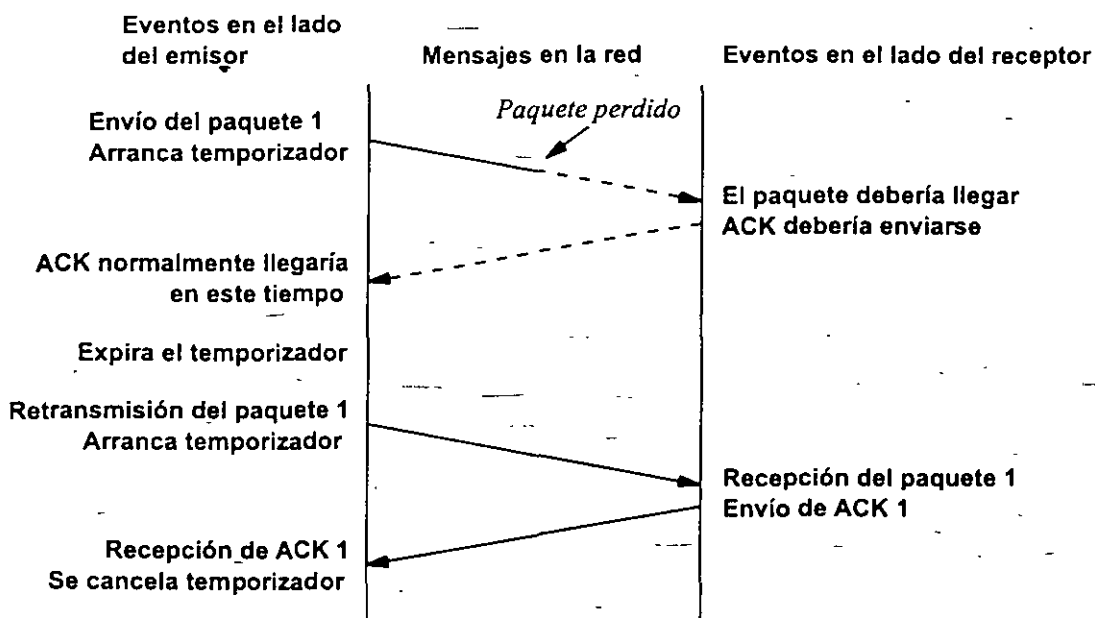 Eventos en el lado
del emisor
Mensajes en la red
Eventos en el lado del receptor
Envío del paquete 1
Arranca temporizador
Paquete perdido
El paquete debería llegar
ACK debería enviarse
ACK normalmente llegaría
en este tiempo
Expira el temporizador
Retransmisión del paquete 1
Arranca temporizador
Recepción del paquete 1
Envío de ACK 1
Recepción de ACK 1
Se cancela temporizador